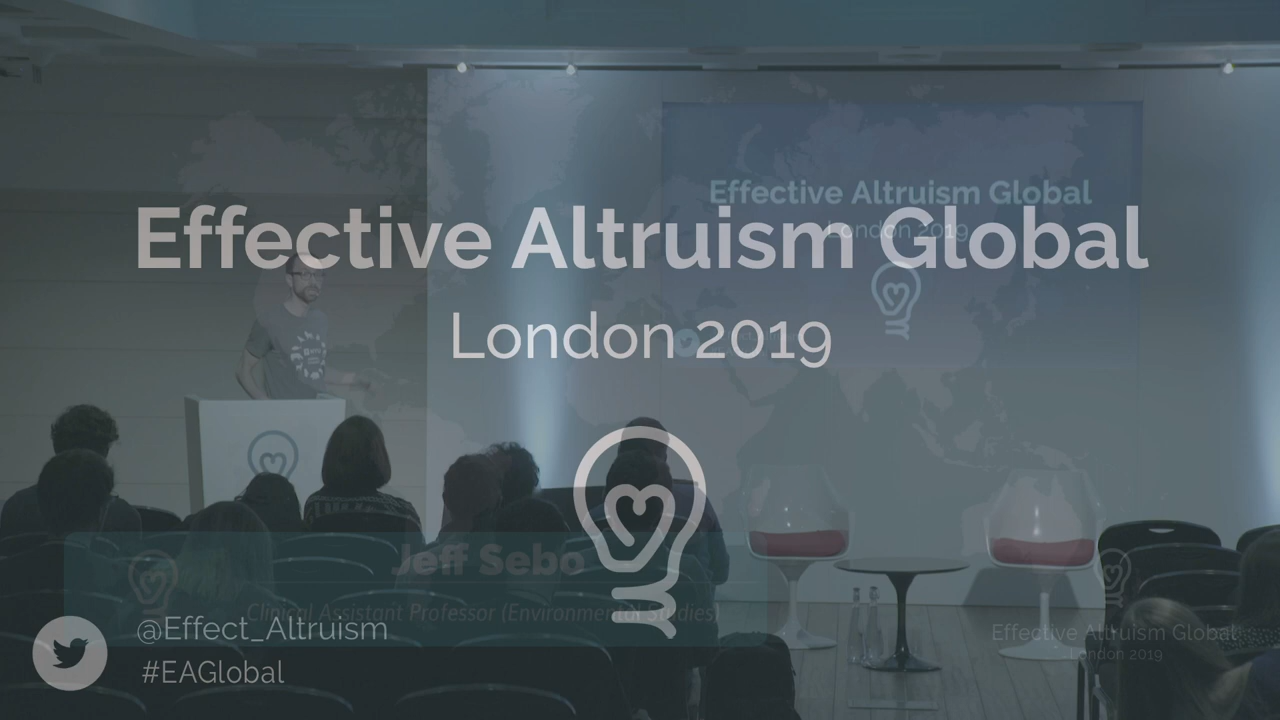 Effective Altruism Global
London 2019
Effective Altruism Global
London 2019
Jeff Sebo
Clinical Assistant Professor (Environmental Studies)
@Effect_Altruism
#EAGlobal
Effective Altruism Global
London 2019